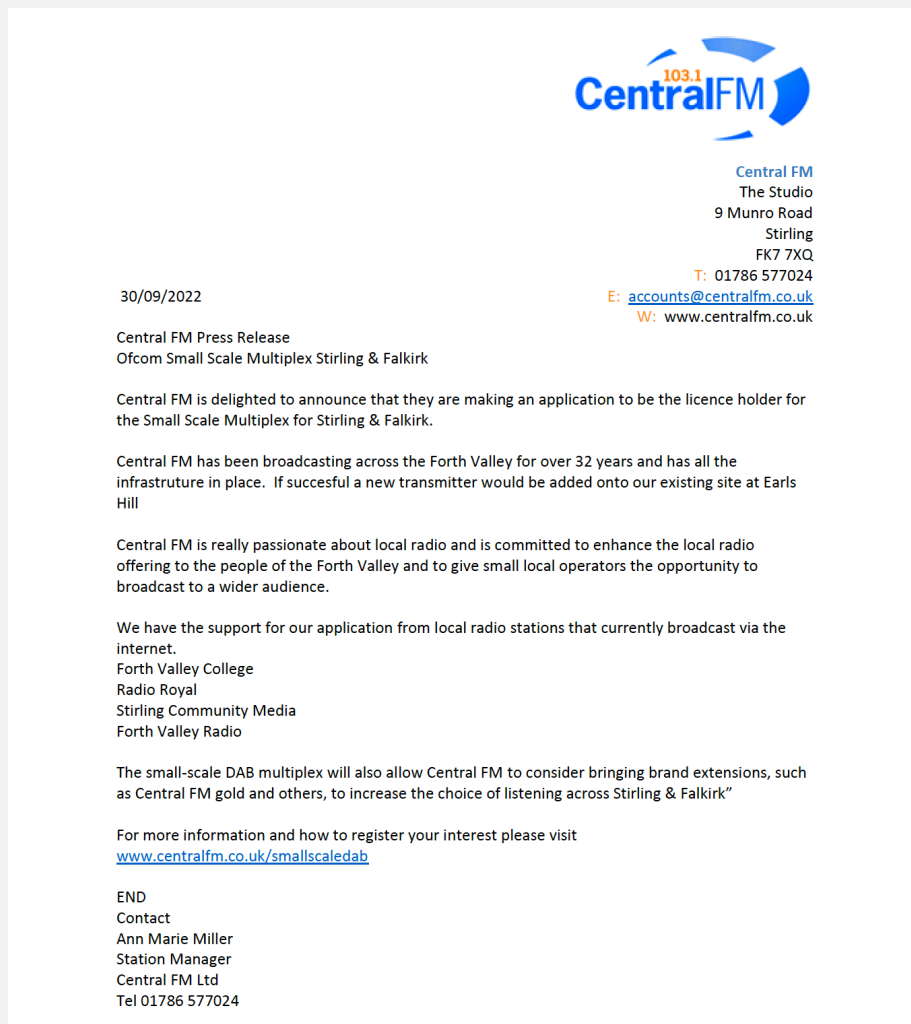 103.1
CentralFM
Central FM
The Studio
9 Munro Road
Stirling
FK7 7XQ
T: 01786 577024
30/09/2022
E: accounts@centralfm.co.uk
W: www.centralfm.co.uk
Central FM Press Release
Ofcom Small Scale Multiplex Stirling & Falkirk
Central FM is delighted to announce that they are making an application to be the licence holder for
the Small Scale Multiplex for Stirling & Falkirk.
Central FM has been broadcasting across the Forth Valley for over 32 years and has all the
infrastruture in place.  If succesful a new transmitter would be added onto our existing site at Earls
Hill
Central FM is really passionate about local radio and is committed to enhance the local radio
offering to the people of the Forth Valley and to give small local operators the opportunity to
broadcast to a wider audience.
We have the support for our application from local radio stations that currently broadcast via the
internet.
Forth Valley College
Radio Royal
Stirling Community Media
Forth Valley Radio
The small-scale DAB multiplex will also allow Central FM to consider bringing brand extensions, such
as Central FM gold and others, to increase the choice of listening across Stirling & Falkirk”
For more information and how to register your interest please visit
www.centralfm.co.uk/smallscaledab
END
Contact
Ann Marie Miller
Station Manager
Central FM Ltd
Tel 01786 577024